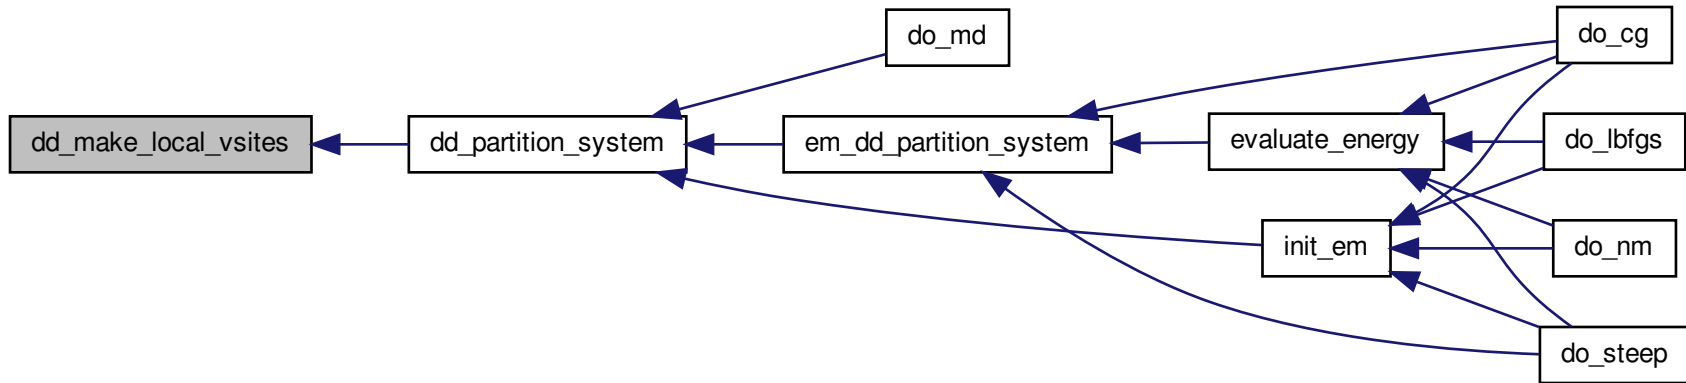 dd_make_local_vsites
dd_partition_system
do_md
em_dd_partition_system
evaluate_energy
init_em
do_cg
do_lbfgs
do_nm
do_steep